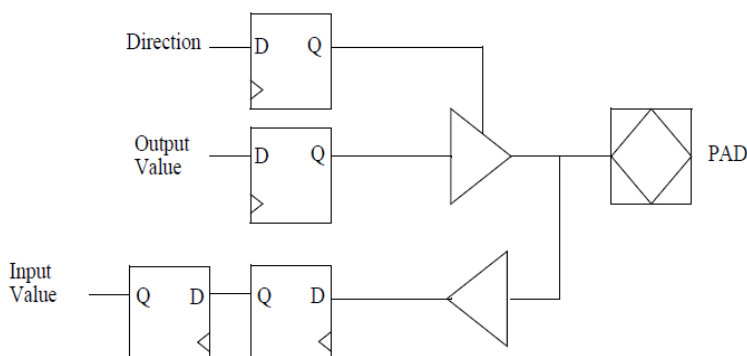 Direction
D Q
Output
Value
D Q
PAD
Input
Value
Q D
Q D